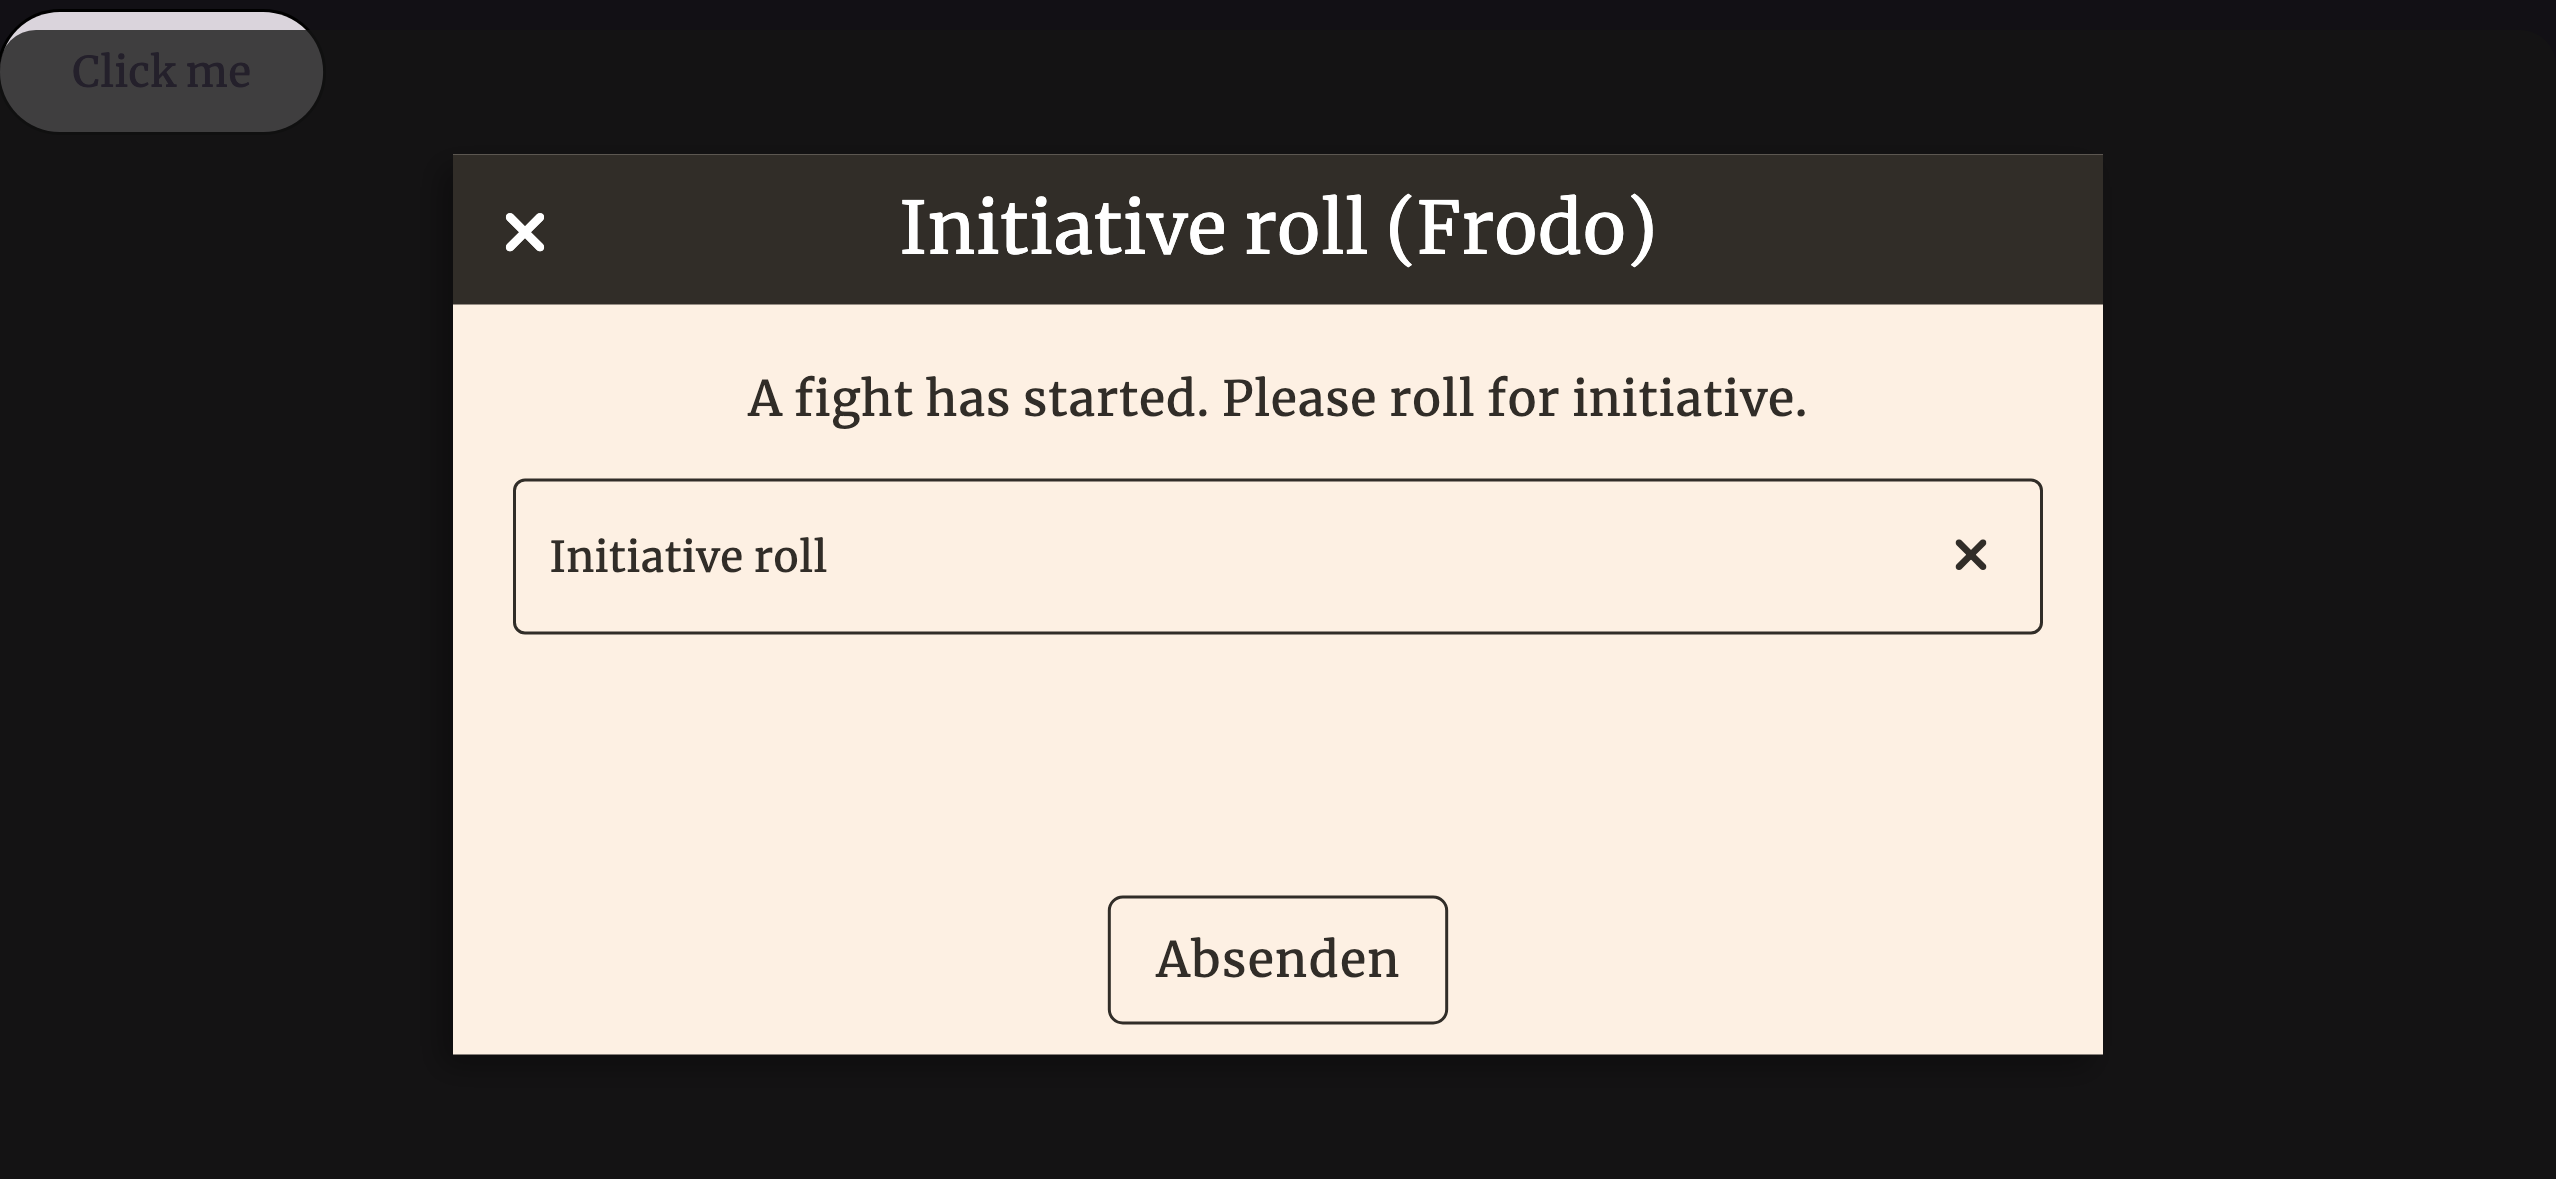 Click me
Initiative roll (Frodo)
A fight has started. Please roll for initiative.
Initiative roll
Absenden